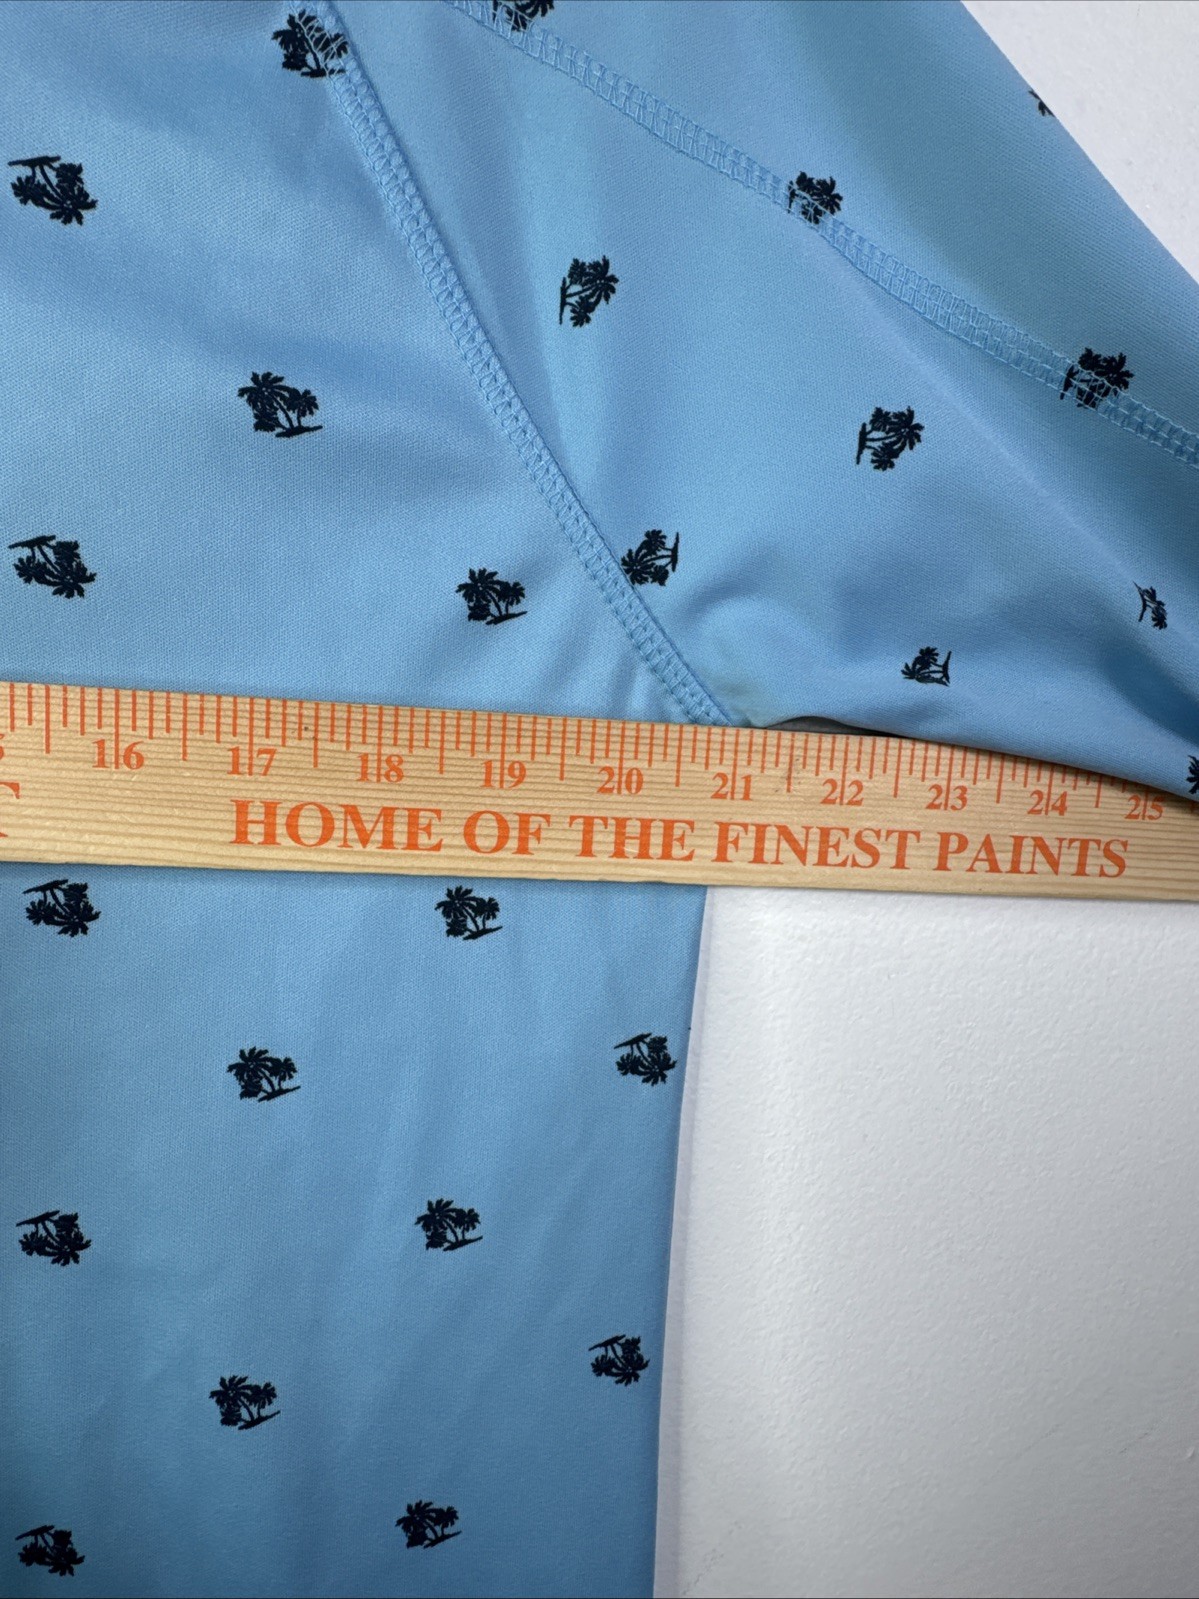 16 17 18 19 20 21 22 23 24 25
HOME OF THE FINEST PAINTS